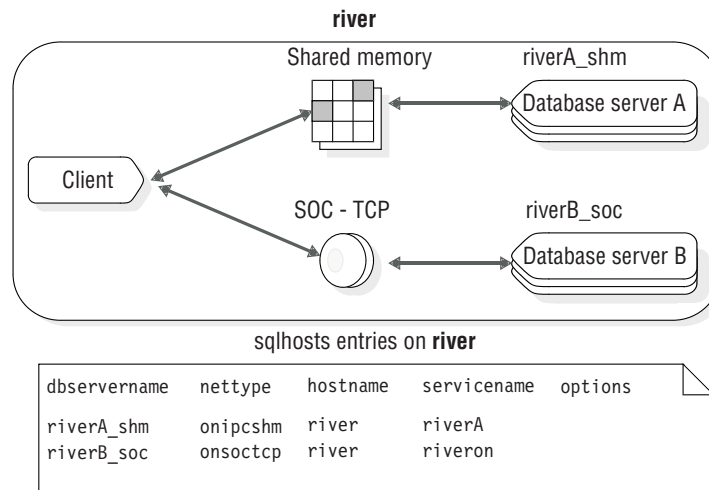 river
Shared memory riverA_shm
Database server A
Client
SOC - TCP riverB_soc
Database server B
sqlhosts entries on river
dbservername nettype hostname servicename options
riverA_shm onipcshm river riverA
riverB_soc onsoctcp river riveron